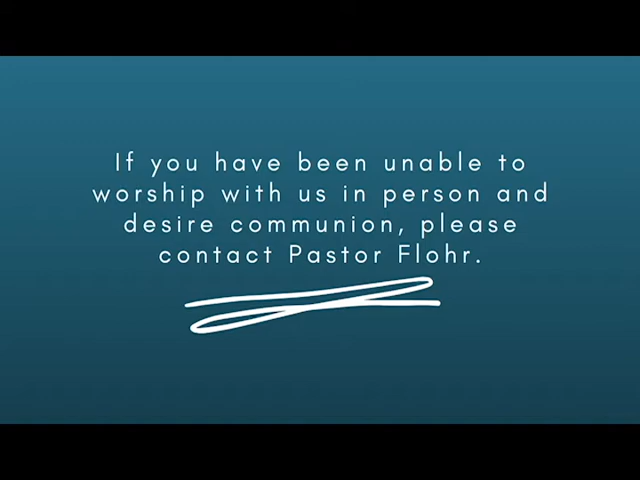 If you have been unable to
worship with us in person and
desire communion, please
contact Pastor Flohr.